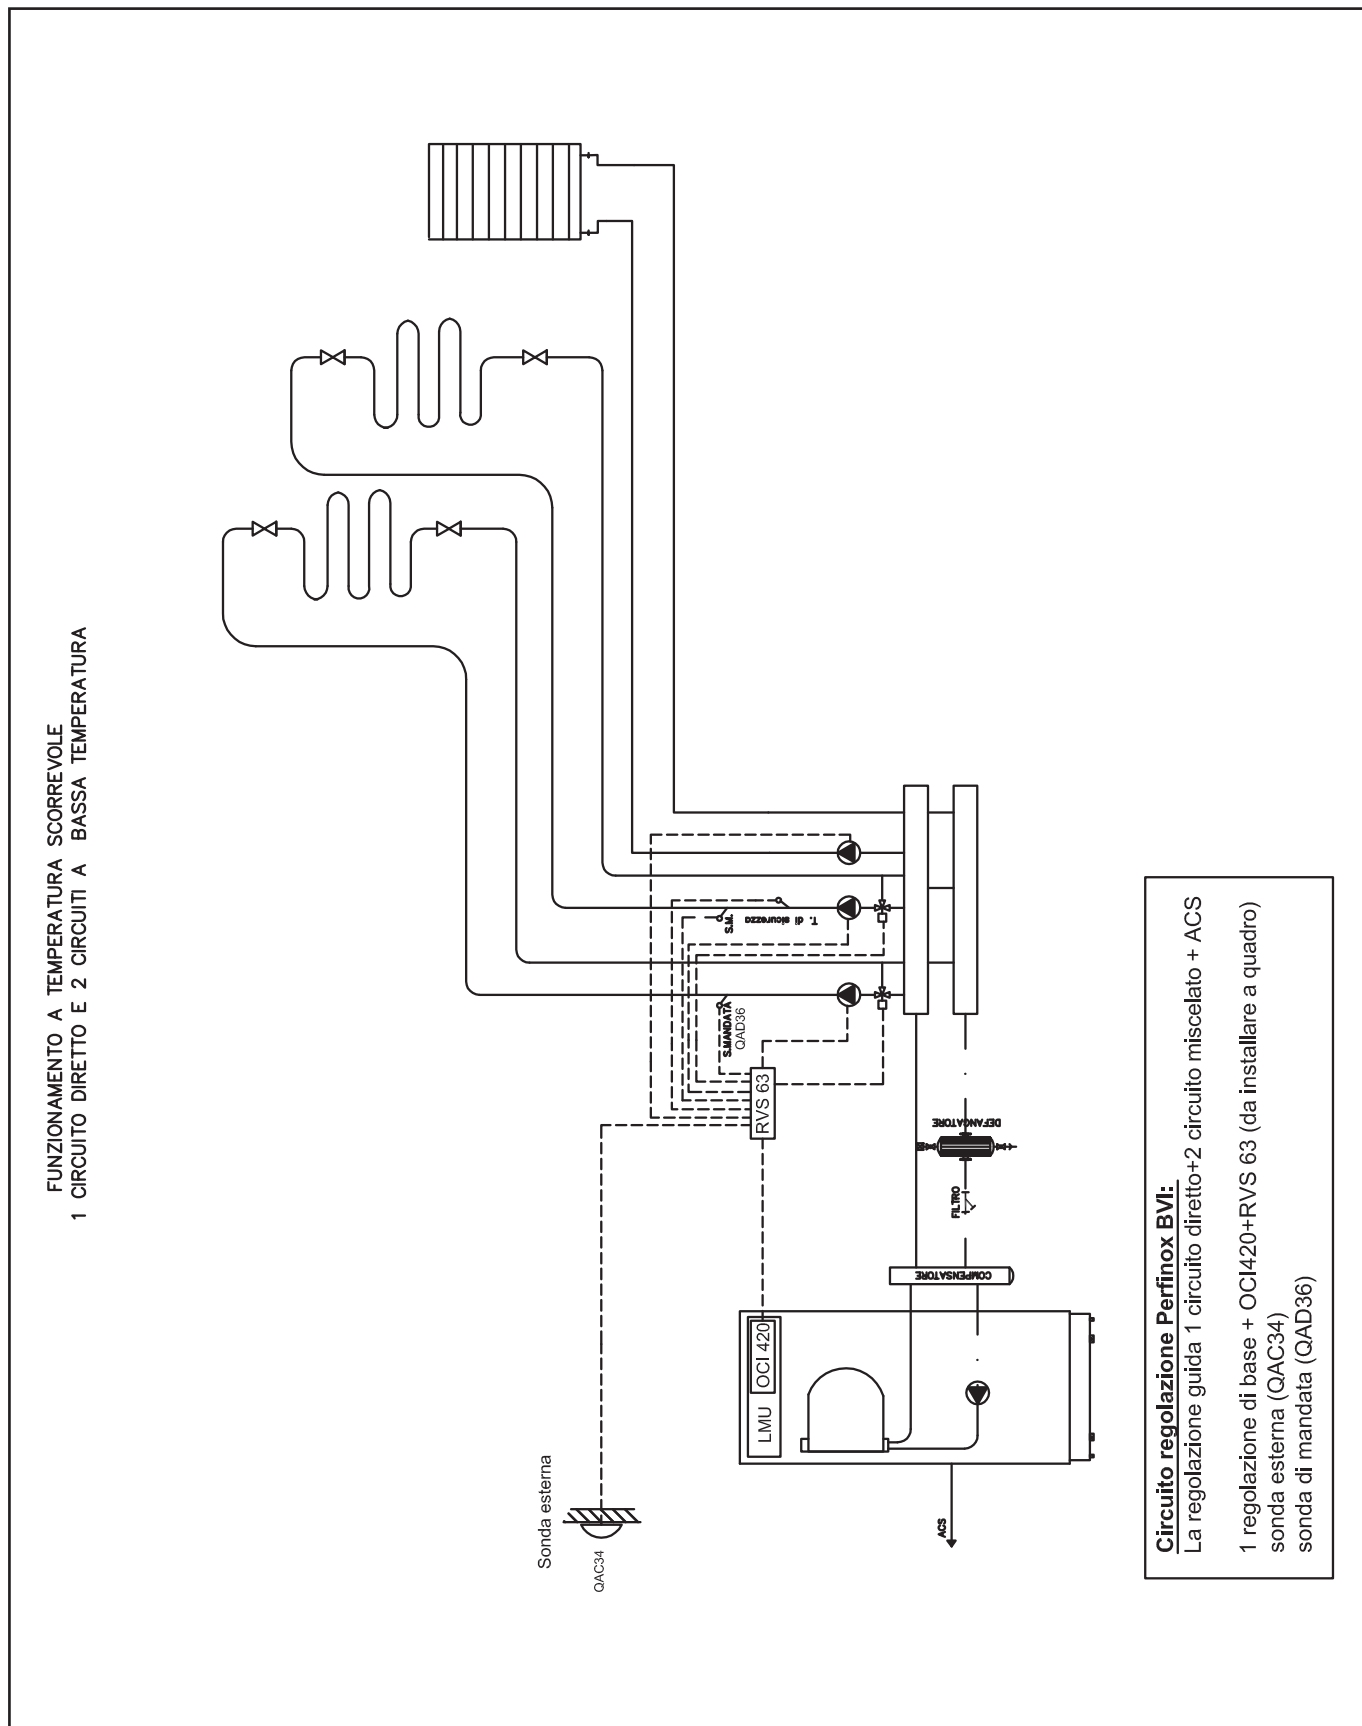 FUNZIONAMENTO A TEMPERATURA SCORREVOLE
1 CIRCUITO DIRETTO E 2 CIRCUITI A BASSA TEMPERATURA
Sonda esterna
QAC34
LMU
OCI 420
RVS 63
S.MANDATA
QAD36
S.M.
T. di sicurezza
COMPENSATORE
FILTRO
DEFANGATORE
ACS
Circuito regolazione Perfinox BVI:
La regolazione guida 1 circuito diretto+2 circuito miscelato + ACS
1 regolazione di base + OCI420+RVS 63 (da installare a quadro)
sonda esterna (QAC34)
sonda di mandata (QAD36)